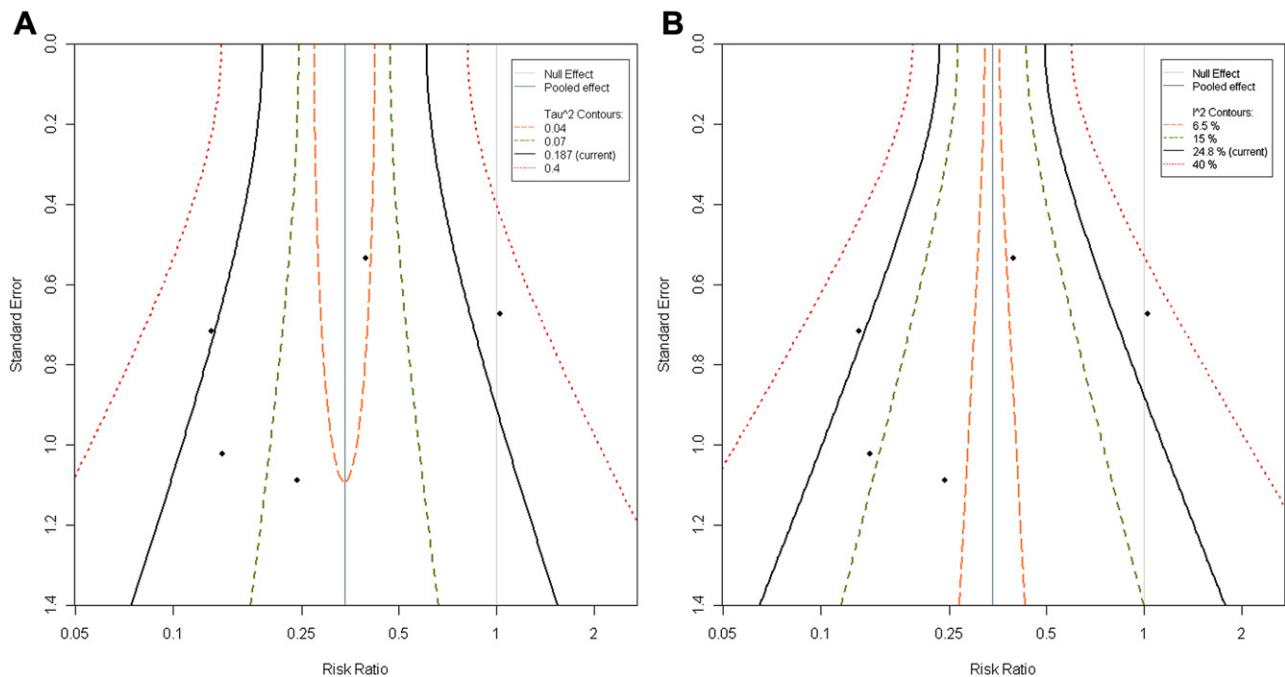 A
B
0.0
0.2
0.4
0.6
0.8
1.0
1.2
1.4
Standard Error
Null Effect
Pooled effect
Tau^2 Contours:
0.04
0.07
0.187 (current)
0.4
0.05
0.1
0.25
0.5
1
2
Risk Ratio
0.0
0.2
0.4
0.6
0.8
1.0
1.2
1.4
Standard Error
Null Effect
Pooled effect
I^2 Contours:
6.5 %
15 %
24.8 % (current)
40 %
0.05
0.1
0.25
0.5
1
2
Risk Ratio